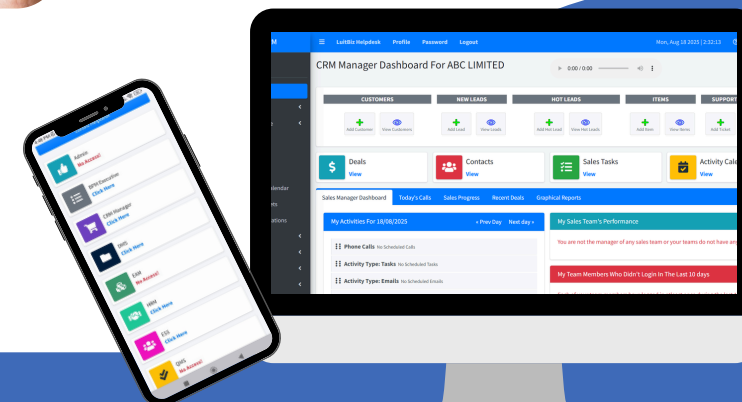 M
LuitBiz Helpdesk Profile Password Logout
Mon, Aug 18 2025 | 2:32:13
CRM Manager Dashboard For ABC LIMITED
0:00 / 0:00
CUSTOMERS NEW LEADS HOT LEADS ITEMS SUPPORT
Add Customer View Customers Add Lead View Leads Add Hot Lead View Hot Leads Add Item View Items Add Ticket
Deals
View
Contacts
View
Sales Tasks
View
Activity Cale
View
lendar
ets
ations
Sales Manager Dashboard Today's Calls Sales Progress Recent Deals Graphical Reports
My Activities For 18/08/2025 « Prev Day Next day »
Phone Calls No Scheduled Calls
Activity Type: Tasks No Scheduled Tasks
Activity Type: Emails No Scheduled Emails
My Sales Team's Performance
You are not the manager of any sales team or your teams do not have any
My Team Members Who Didn't Login In The Last 10 days
Admin
No Access!
BPM Executive
Click Here
CRM Manager
Click Here
DMS
Click Here
EAM
No Access!
HRM
Click Here
ESS
Click Here
QMS
No Access!